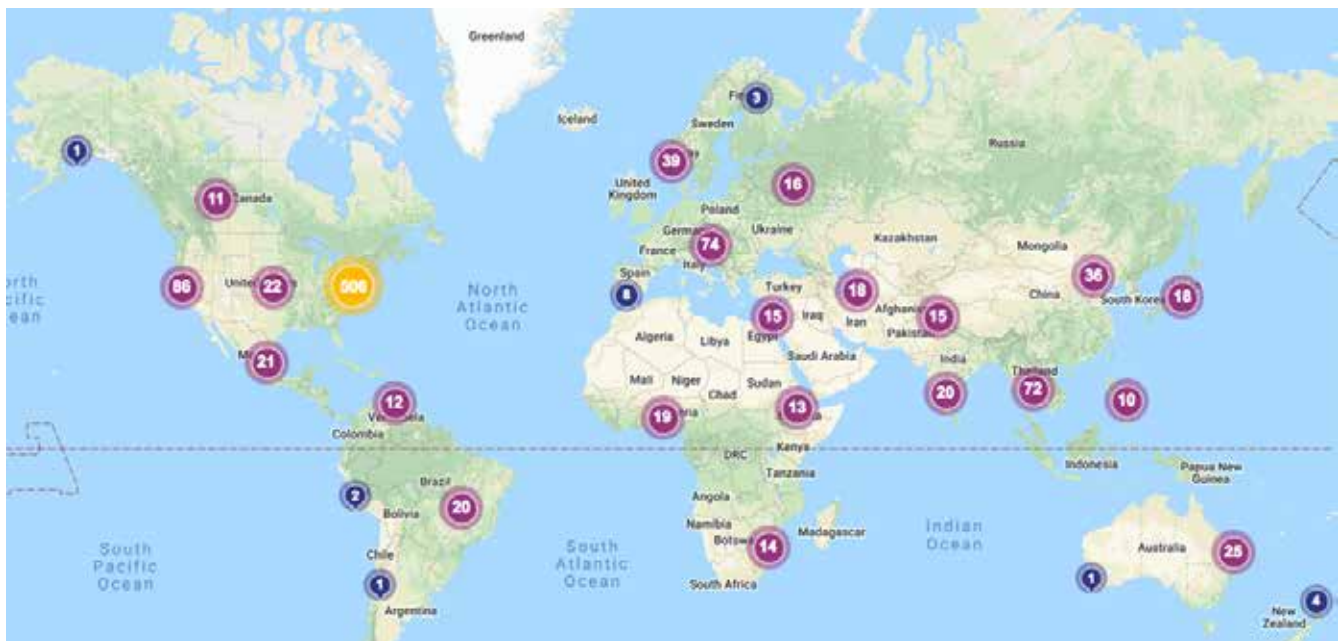 Greenland
Iceland
3
Sweden
Russia
1
39
16
United
Kingdom
11
Canada
Poland
Ukraine
74
France
Italy
Kazakhstan
Mongolia
Spain
86
22
8
Turkey
18
36
China
South Korea
18
North
Atlantic
Ocean
15
Iraq
Iran
15
Algeria
Libya
Egypt
Saudi Arabia
India
21
Mali
Niger
Chad
Sudan
Thailand
12
19
13
20
72
10
Colombia
Kenya
DRC
Tanzania
Indonesia
Papua New
Guinea
2
Brazil
20
Bolivia
Angola
Namibia
Madagascar
Indian
Ocean
South
Pacific
Ocean
Chile
South
Atlantic
Ocean
14
Australia
25
1
South Africa
1
Argentina
4
New
Zealand